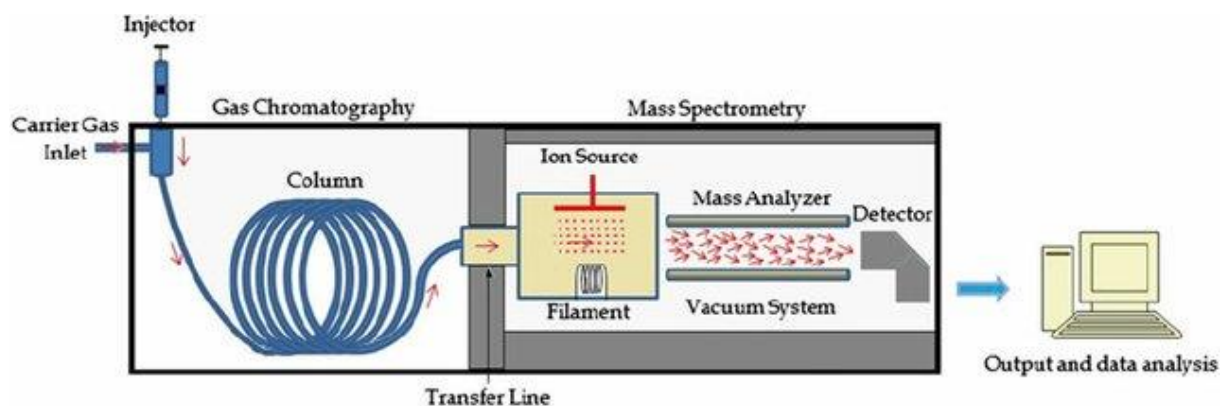 Injector
Gas Chromatography
Mass Spectrometry
Carrier Gas
Inlet
Column
Ion Source
Mass Analyzer
Detector
Filament
Vacuum System
Transfer Line
Output and data analysis